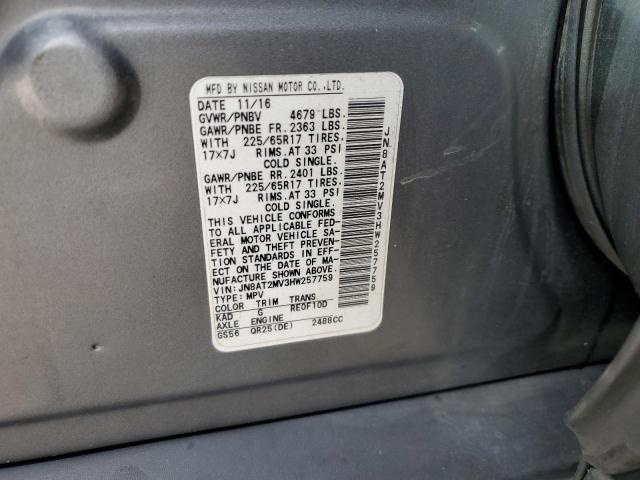 MFD BY NISSAN MOTOR CO.,LTD.
DATE 11/16
GVWR/PNBV 4679 LBS.
GAWR/PNBE FR. 2363 LBS.
WITH 225/65R17 TIRES.
17×7J RIMS.AT 33 PSI
COLD SINGLE.
GAWR/PNBE RR. 2401 LBS.
WITH 225/65R17 TIRES.
17×7J RIMS.AT 33 PSI
COLD SINGLE.
THIS VEHICLE CONFORMS
TO ALL APPLICABLE FED-
ERAL MOTOR VEHICLE SA-
FETY AND THEFT PREVEN-
TION STANDARDS IN EFF-
ECT ON THE DATE OF MA-
NUFACTURE SHOWN ABOVE.
VIN: JN8AT2MV3HW257759
TYPE: MPV
COLOR TRIM TRANS
KAD G RE0F10D
AXLE ENGINE
GS56 QR25(DE) 2488CC
JN8AT2MV3HW257759